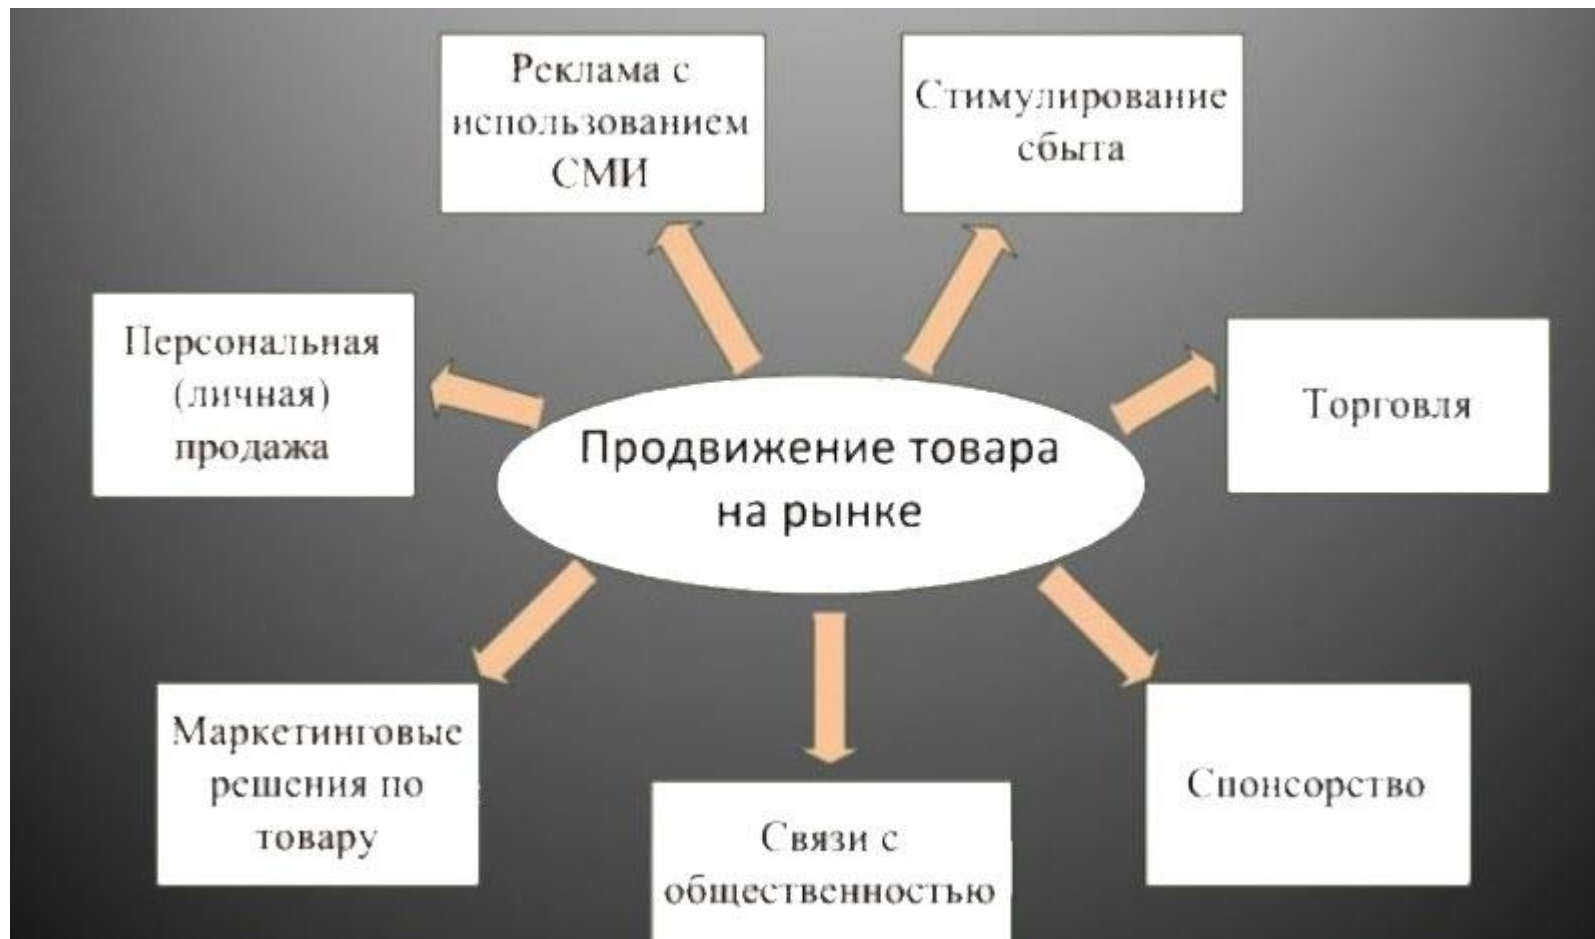 Реклама с
использованием
СМИ
Стимулирование
сбыта
Персональная
(личная)
продажа
Торговля
Продвижение товара
на рынке
Маркетинговые
решения по
товару
Спонсорство
Связи с
общественностью